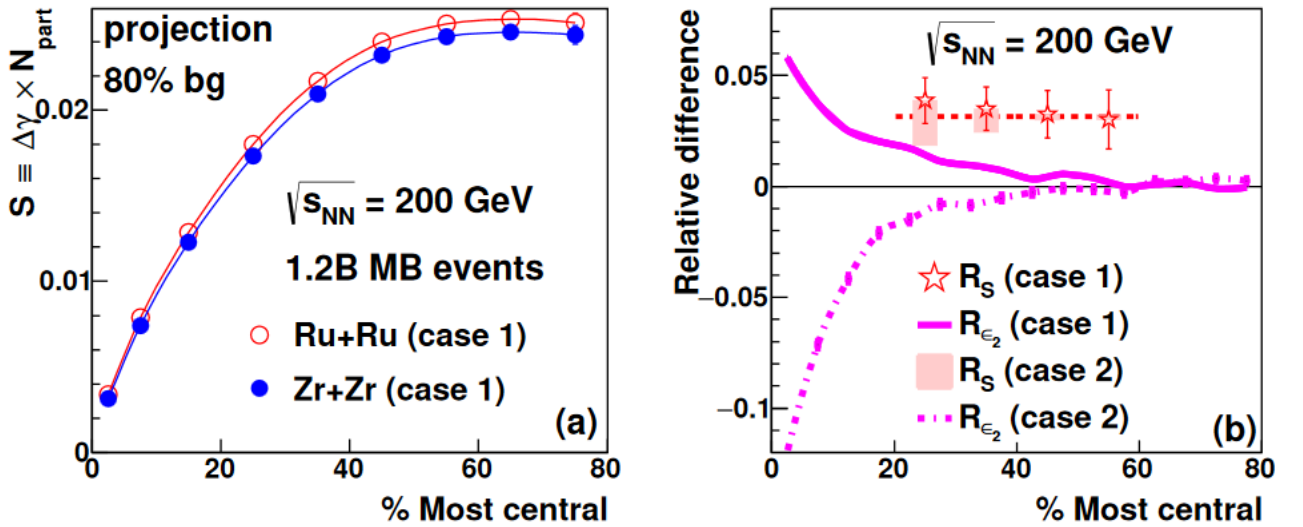 projection
80% bg
S ≡ Δγ × N_part
0.02
0.01
0
√s_NN = 200 GeV
1.2B MB events
Ru+Ru (case 1)
Zr+Zr (case 1)
(a)
0 20 40 60 80
% Most central
√s_NN = 200 GeV
Relative difference
0.05
0
−0.05
−0.1
R_S (case 1)
R_ϵ₂ (case 1)
R_S (case 2)
R_ϵ₂ (case 2)
(b)
0 20 40 60 80
% Most central